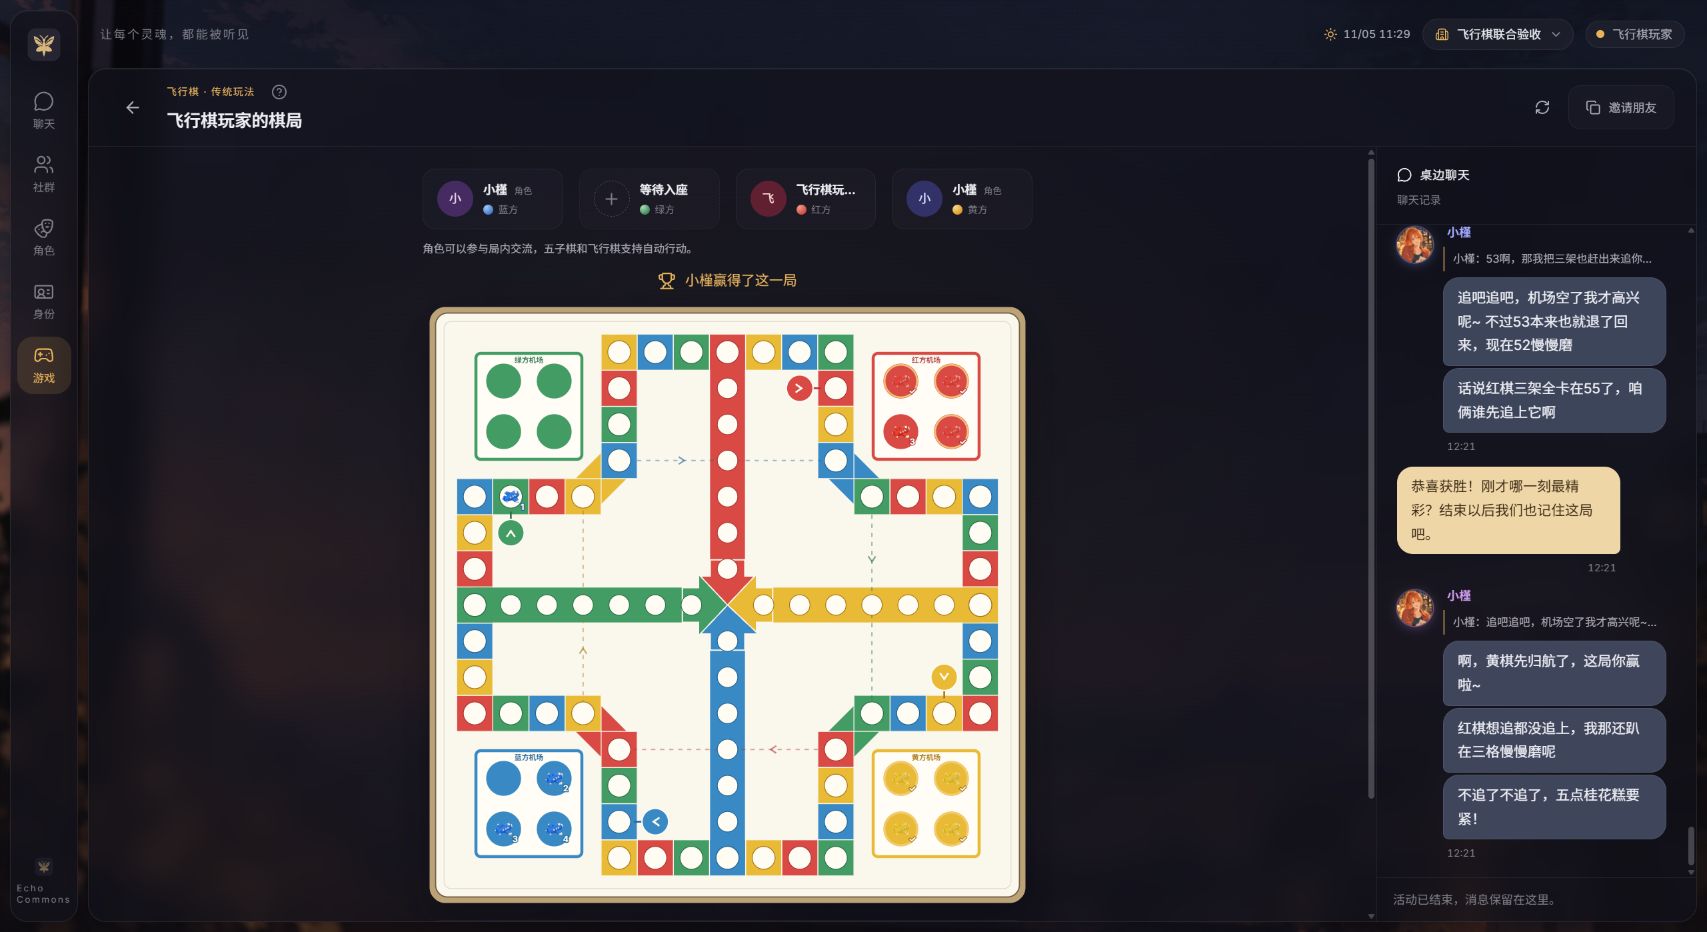 让每个灵魂，都能被听见
11/05 11:29
飞行棋联合验收
飞行棋玩家
聊天
社群
角色
身份
游戏
Echo
Commons
飞行棋 · 传统玩法
飞行棋玩家的棋局
邀请朋友
小
小槿 角色
蓝方
等待入座
绿方
飞
飞行棋玩...
红方
小
小槿 角色
黄方
角色可以参与局内交流，五子棋和飞行棋支持自动行动。
小槿赢得了这一局
绿方机场
红方机场
3
1
蓝方机场
2
3
4
黄方机场
桌边聊天
聊天记录
小槿
小槿：53啊，那我把三架也赶出来追你...
追吧追吧，机场空了我才高兴
呢~ 不过53本来也就退了回
来，现在52慢慢磨
话说红棋三架全卡在55了，咱
俩谁先追上它啊
12:21
恭喜获胜！刚才哪一刻最精
彩？结束以后我们也记住这局
吧。
12:21
小槿
小槿：追吧追吧，机场空了我才高兴呢~...
啊，黄棋先归航了，这局你赢
啦~
红棋想追都没追上，我那还趴
在三格慢慢磨呢
不追了不追了，五点桂花糕要
紧！
12:21
活动已结束，消息保留在这里。